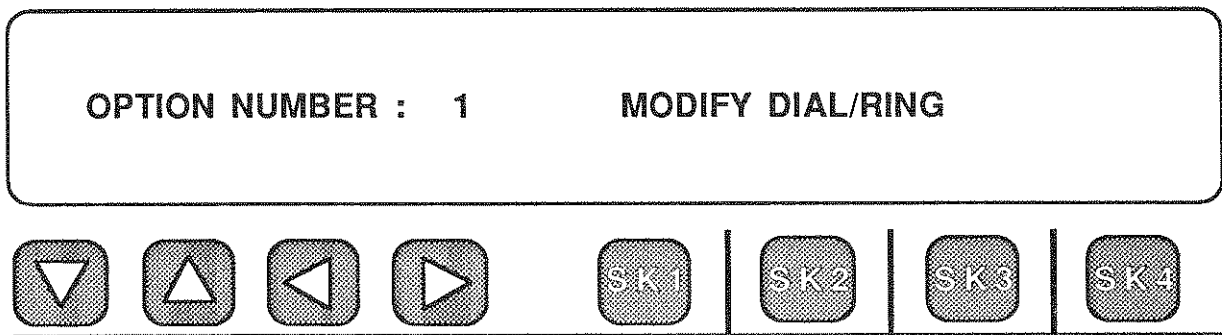 OPTION NUMBER : 1 MODIFY DIAL/RING
SK1 SK2 SK3 SK4